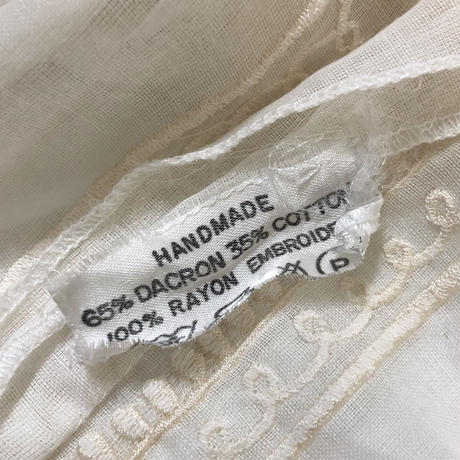 HANDMADE
65% DACRON 35% COTTON
100% RAYON EMBROIDE
P